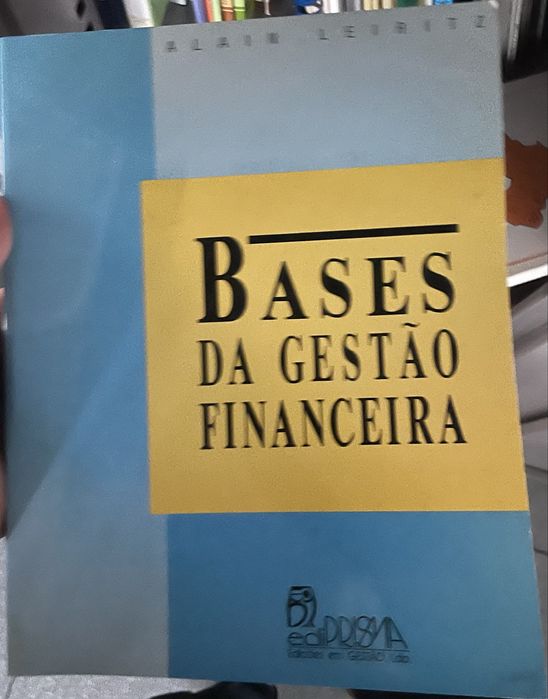 ALAIN LEIRITZ
BASES
DA GESTÃO
FINANCEIRA
ediPRISMA
Edições em GESTÃO Lda